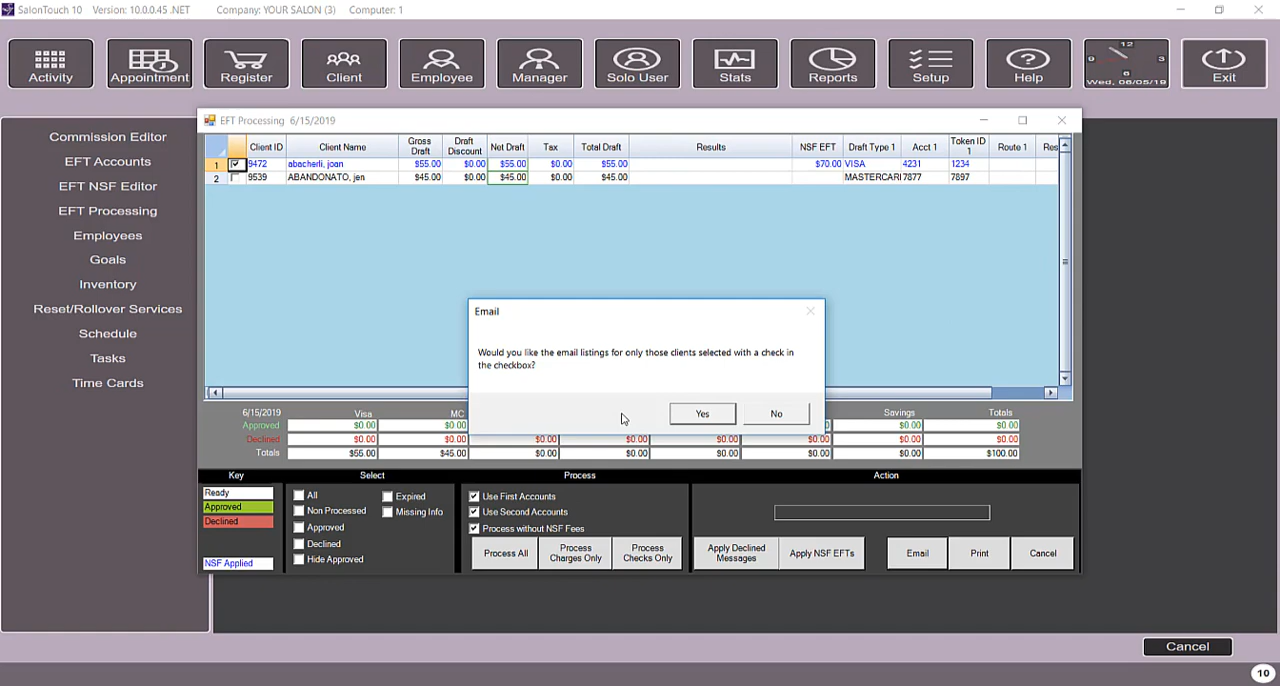 SalonTouch 10 Version: 10.0.0.45 .NET Company: YOUR SALON (3) Computer: 1
Activity Appointment Register Client Employee Manager Solo User Stats Reports Setup Help Exit
12
9 3
6
Wed, 06/05/19
Commission Editor
EFT Accounts
EFT NSF Editor
EFT Processing
Employees
Goals
Inventory
Reset/Rollover Services
Schedule
Tasks
Time Cards
EFT Processing 6/15/2019
Client ID Client Name Gross Draft Draft Discount Net Draft Tax Total Draft Results NSF EFT Draft Type 1 Acct 1 Token ID 1 Route 1 Res
1 9472 abacherli, joan $55.00 $0.00 $55.00 $0.00 $55.00 $70.00 VISA 4231 1234
2 9539 ABANDONATO, jen $45.00 $0.00 $45.00 $0.00 $45.00 MASTERCARI 7877 7897
Email
Would you like the email listings for only those clients selected with a check in
the checkbox?
Yes No
6/15/2019 Visa MC Savings Totals
Approved $0.00 $0.00 $0.00 $0.00
Declined $0.00 $0.00 $0.00 $0.00 $0.00 $0.00 $0.00 $0.00
Totals $55.00 $45.00 $0.00 $0.00 $0.00 $0.00 $0.00 $100.00
Key Select Process Action
Ready
Approved
Declined
NSF Applied
All
Non Processed
Approved
Declined
Hide Approved
Expired
Missing Info
Use First Accounts
Use Second Accounts
Process without NSF Fees
Process All
Process Charges Only
Process Checks Only
Apply Declined Messages
Apply NSF EFTs
Email
Print
Cancel
Cancel
10